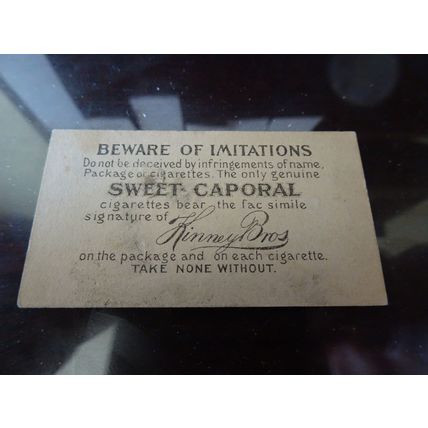 BEWARE OF IMITATIONS
Do not be deceived by infringements of name,
Package or cigarettes. The only genuine
SWEET CAPORAL
cigarettes bear the fac simile
signature of Kinney Bros
on the package and on each cigarette.
TAKE NONE WITHOUT.